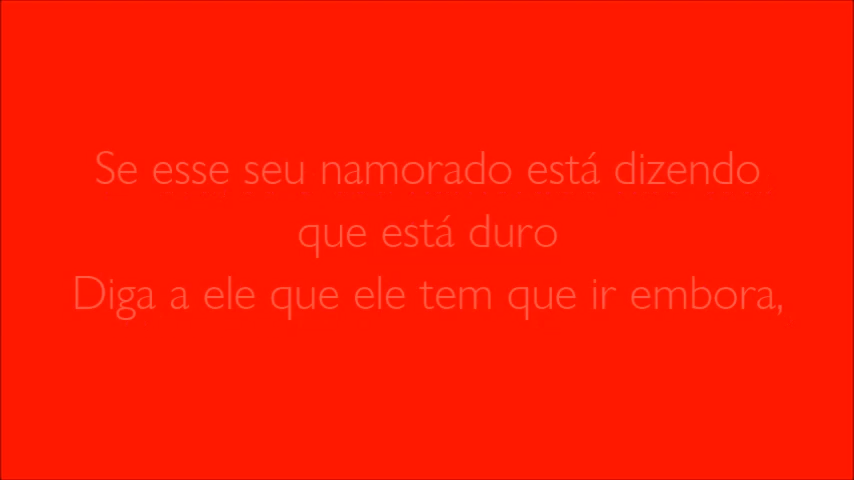 Se esse seu namorado está dizendo
que está duro
Diga a ele que ele tem que ir embora,